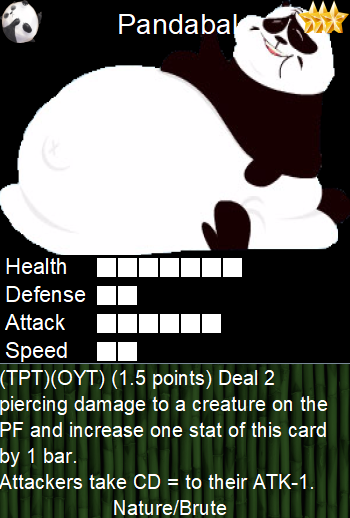 Health
Defense
Attack
Speed
(TPT)(OYT) (1.5 points) Deal 2
piercing damage to a creature on the
PF and increase one stat of this card
by 1 bar.
Attackers take CD = to their ATK-1.
Nature/Brute